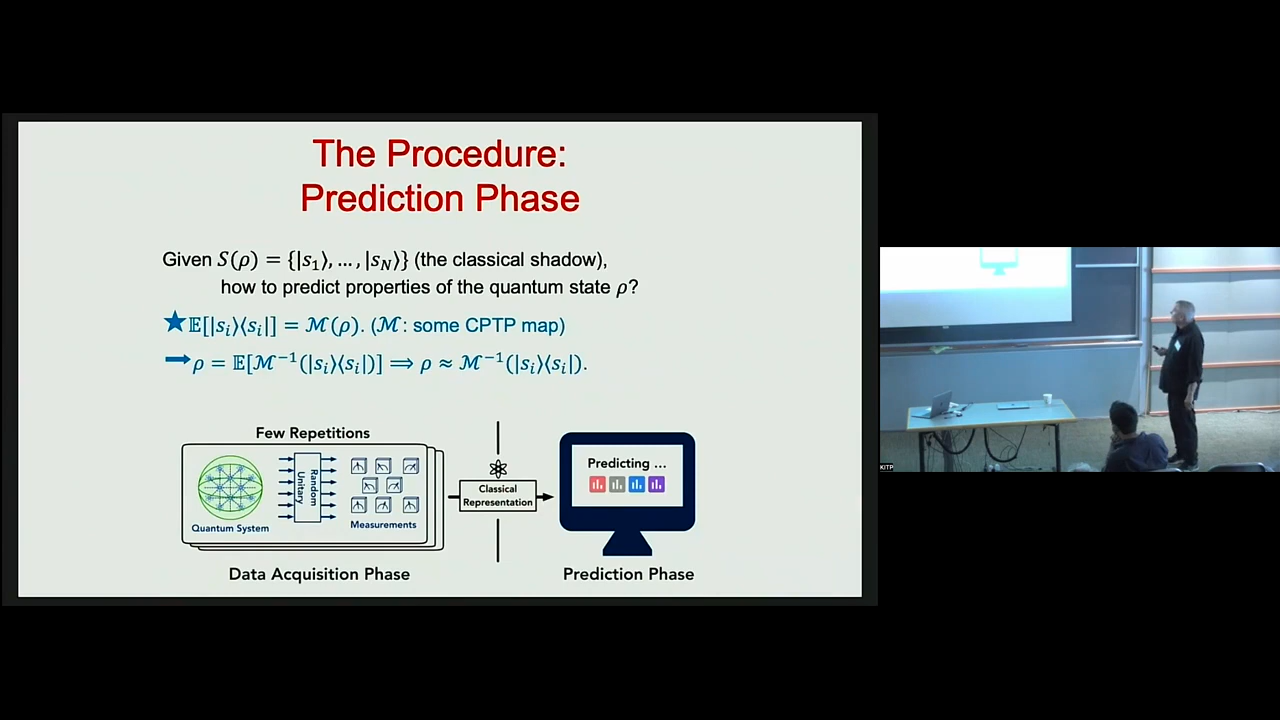 The Procedure:
Prediction Phase
Given S(ρ) = {|s₁⟩, … , |s_N⟩} (the classical shadow),
how to predict properties of the quantum state ρ?
★𝔼[|sᵢ⟩⟨sᵢ|] = ℳ(ρ). (ℳ: some CPTP map)
➡ρ = 𝔼[ℳ⁻¹(|sᵢ⟩⟨sᵢ|)] ⟹ ρ ≈ ℳ⁻¹(|sᵢ⟩⟨sᵢ|).
Few Repetitions
Quantum System
Random
Unitary
Measurements
Data Acquisition Phase
Classical
Representation
Predicting ...
Prediction Phase
KITP